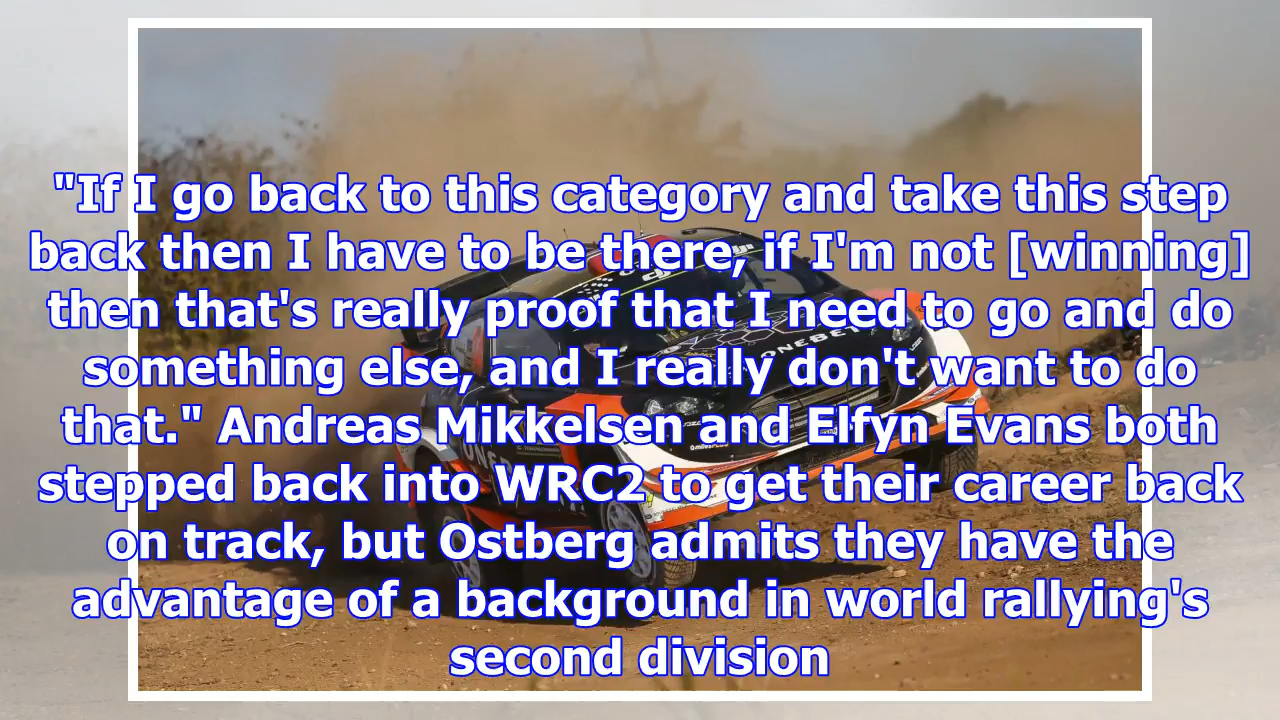 "If I go back to this category and take this step
back then I have to be there, if I'm not [winning]
then that's really proof that I need to go and do
something else, and I really don't want to do
that." Andreas Mikkelsen and Elfyn Evans both
stepped back into WRC2 to get their career back
on track, but Ostberg admits they have the
advantage of a background in world rallying's
second division